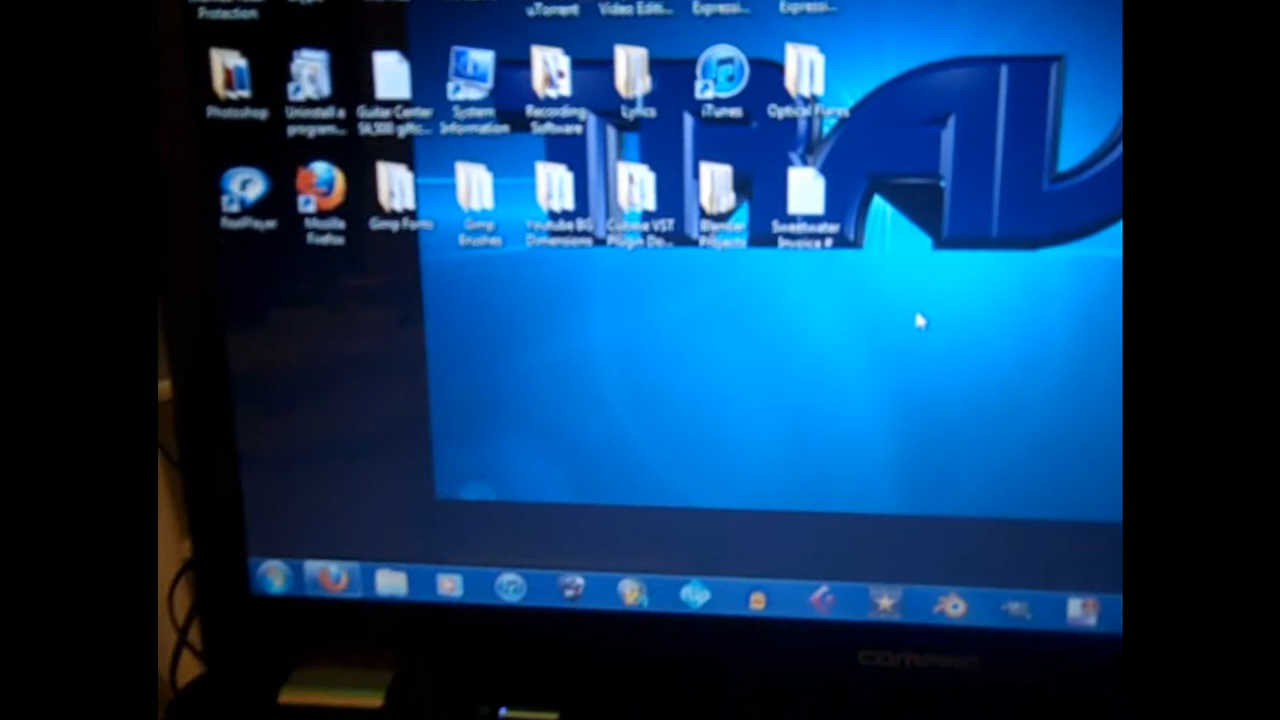 Protection
uTorrent
Video Editi...
Expressi...
Expressi...
Photoshop
Uninstall a
program...
Guitar Center
System
Information
Recording
Software
Lyrics
iTunes
Optical Flares
RealPlayer
Mozilla
Firefox
Gimp Fonts
Gimp
Brushes
Youtube BG
Dimensions
Cubase VST
Plugin Do...
Blender
Projects
Sweetwater
Invoice #
COMPAQ